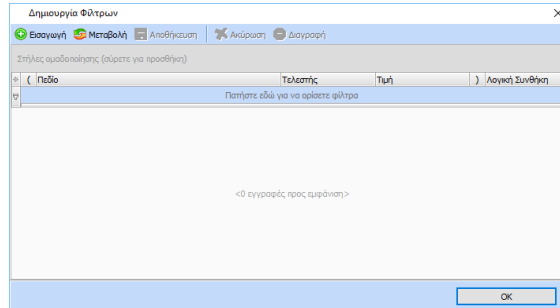 Δημιουργία Φίλτρων
Εισαγωγή Μεταβολή Αποθήκευση Ακύρωση Διαγραφή
Στήλες ομαδοποίησης (σύρετε για προσθήκη)
( Πεδίο Τελεστής Τιμή ) Λογική Συνθήκη
Πατήστε εδώ για να ορίσετε φίλτρο
<0 εγγραφές προς εμφάνιση>
OK